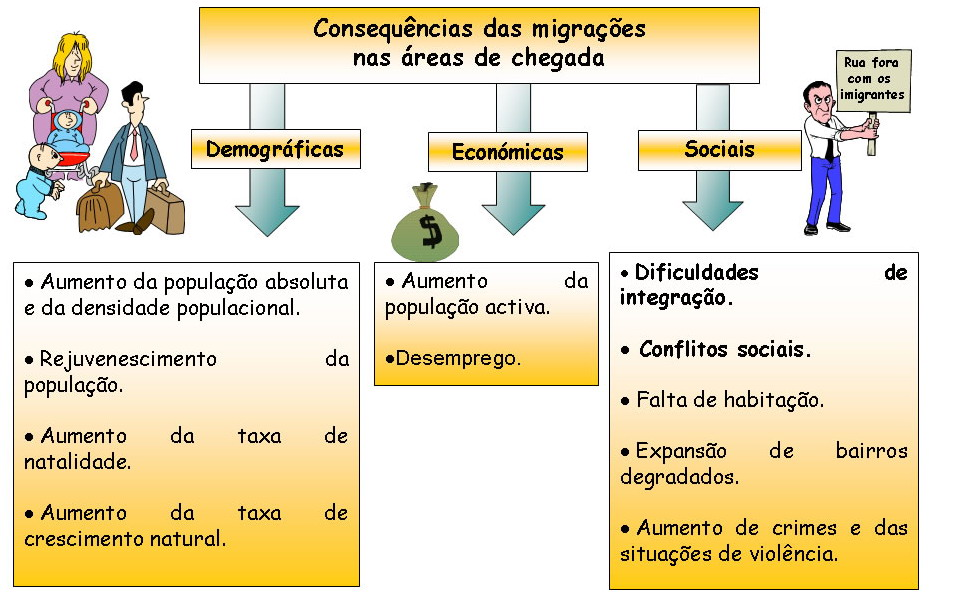 Consequências das migrações
nas áreas de chegada
Rua fora
com os
imigrantes
Demográficas
Económicas
Sociais
$
• Aumento da população absoluta
e da densidade populacional.
• Rejuvenescimento da
população.
• Aumento da taxa de
natalidade.
• Aumento da taxa de
crescimento natural.
• Aumento da
população activa.
•Desemprego.
• Dificuldades de
integração.
• Conflitos sociais.
• Falta de habitação.
• Expansão de bairros
degradados.
• Aumento de crimes e das
situações de violência.